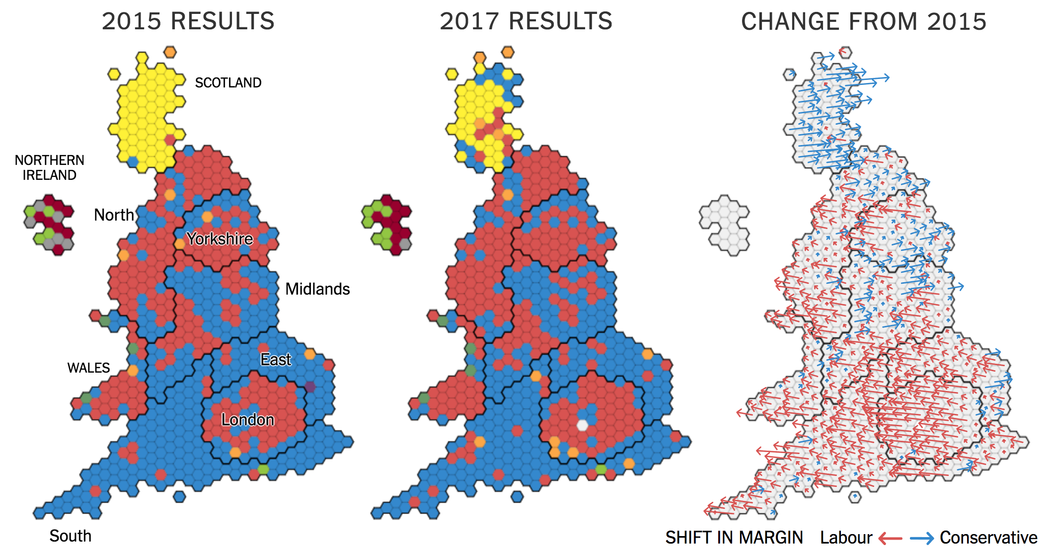 2015 RESULTS
2017 RESULTS
CHANGE FROM 2015
SCOTLAND
NORTHERN
IRELAND
North
Yorkshire
Midlands
East
WALES
London
South
SHIFT IN MARGIN Labour Conservative